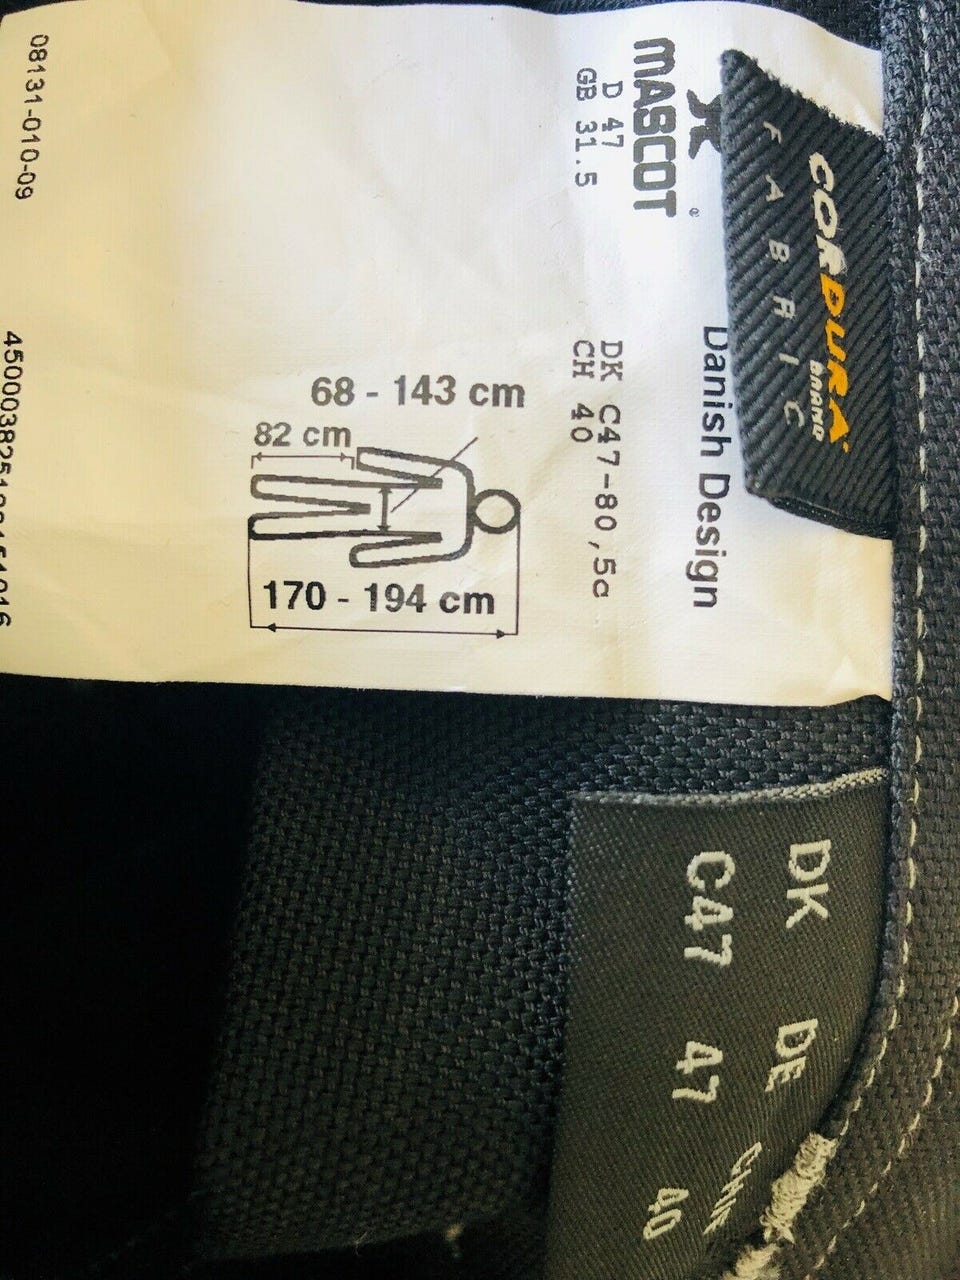 CORDURA
BRAND
FABRIC
MASCOT
®
Danish Design
D 47
DK C47-80,5c
GB 31.5
CH 40
68 - 143 cm
82 cm
170 - 194 cm
08131-010-09
DK DE
C47 47 40